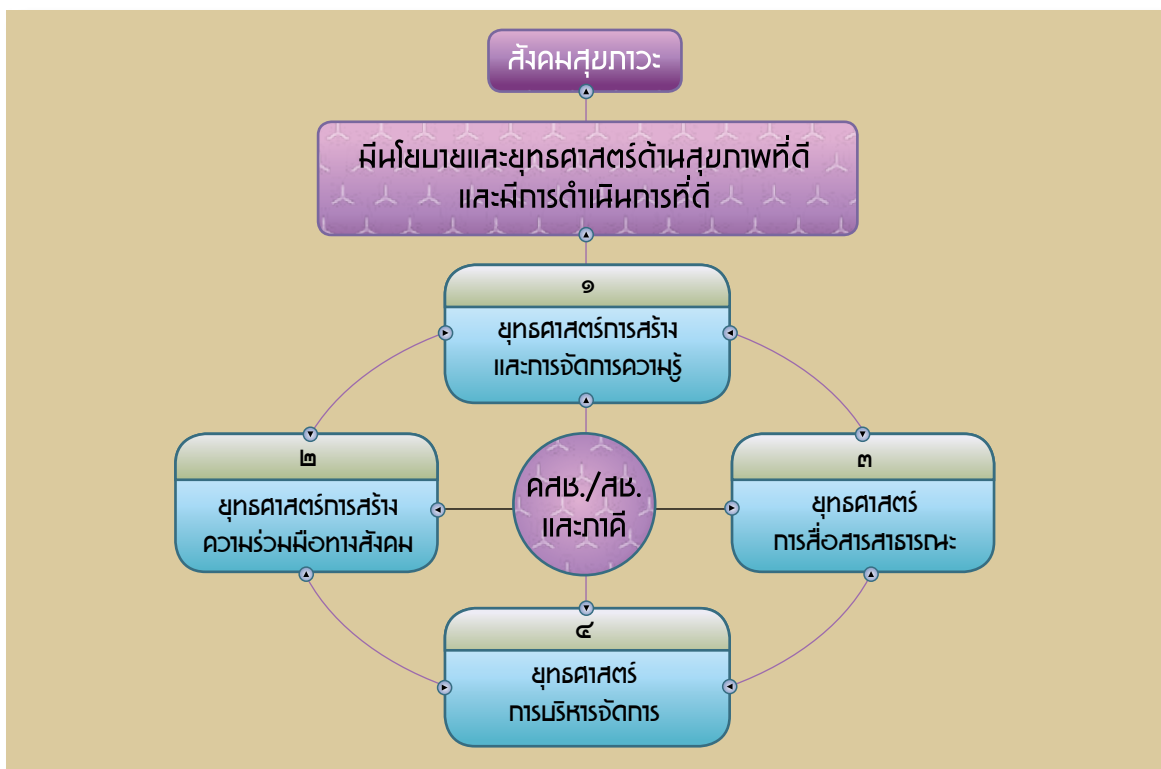 สังคมสุขภาวะ
มีนโยบายและยุทธศาสตร์ด้านสุขภาพที่ดี
และมีการดำเนินการที่ดี
๑
ยุทธศาสตร์การสร้าง
และการจัดการความรู้
๒
ยุทธศาสตร์การสร้าง
ความร่วมมือทางสังคม
คสช./สช.
และภาคี
๓
ยุทธศาสตร์
การสื่อสารสาธารณะ
๔
ยุทธศาสตร์
การบริหารจัดการ